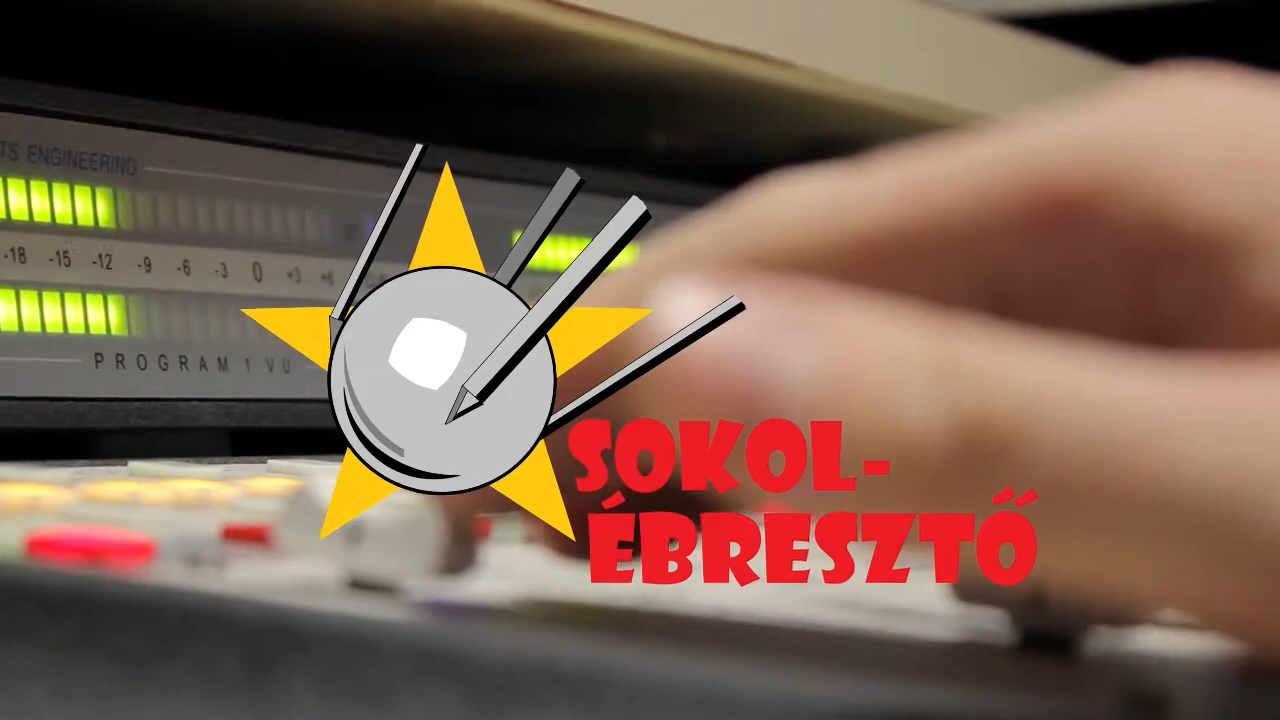 TS ENGINEERING
-18 -15 -12 -9 -6 -3 0 +3
PROGRAM 1 VU
SOKOL-
ÉBRESZTŐ